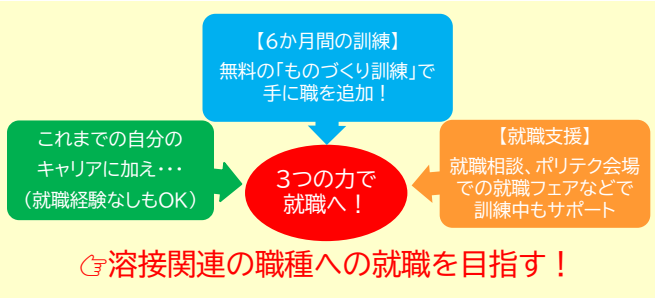 【6か月間の訓練】
無料の「ものづくり訓練」で
手に職を追加！
これまでの自分の
キャリアに加え・・・
（就職経験なしもOK）
3つの力で
就職へ！
【就職支援】
就職相談、ポリテク会場
での就職フェアなどで
訓練中もサポート
☞溶接関連の職種への就職を目指す！